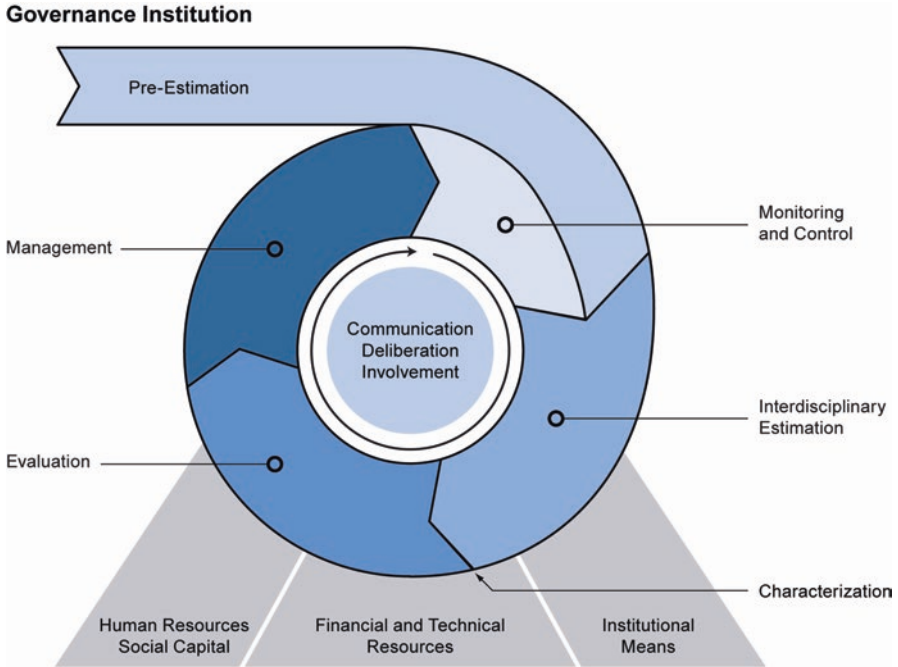 Governance Institution
Pre-Estimation
Monitoring
and Control
Management
Communication
Deliberation
Involvement
Interdisciplinary
Estimation
Evaluation
Characterization
Human Resources
Social Capital
Financial and Technical
Resources
Institutional
Means